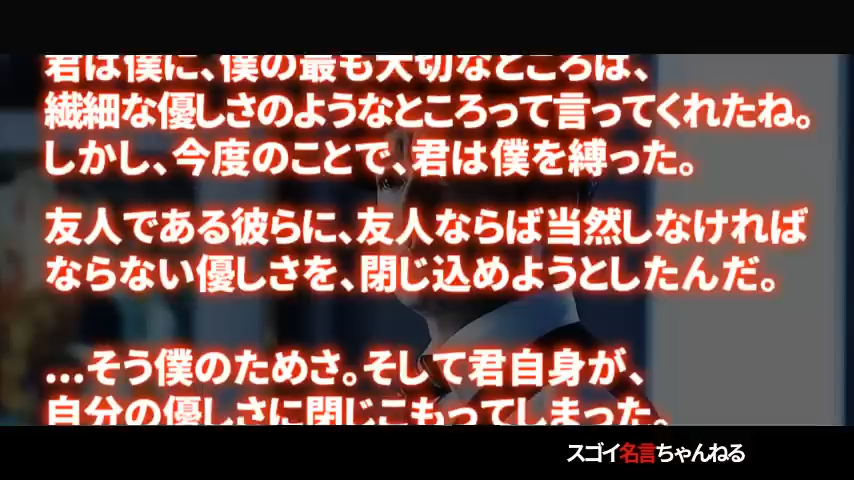 君は僕に、僕の最も大切なところは、
繊細な優しさのようなところって言ってくれたね。
しかし、今度のことで、君は僕を縛った。
友人である彼らに、友人ならば当然しなければ
ならない優しさを、閉じ込めようとしたんだ。
...そう僕のためさ。そして君自身が、
自分の優しさに閉じこもってしまった。
スゴイ名言ちゃんねる